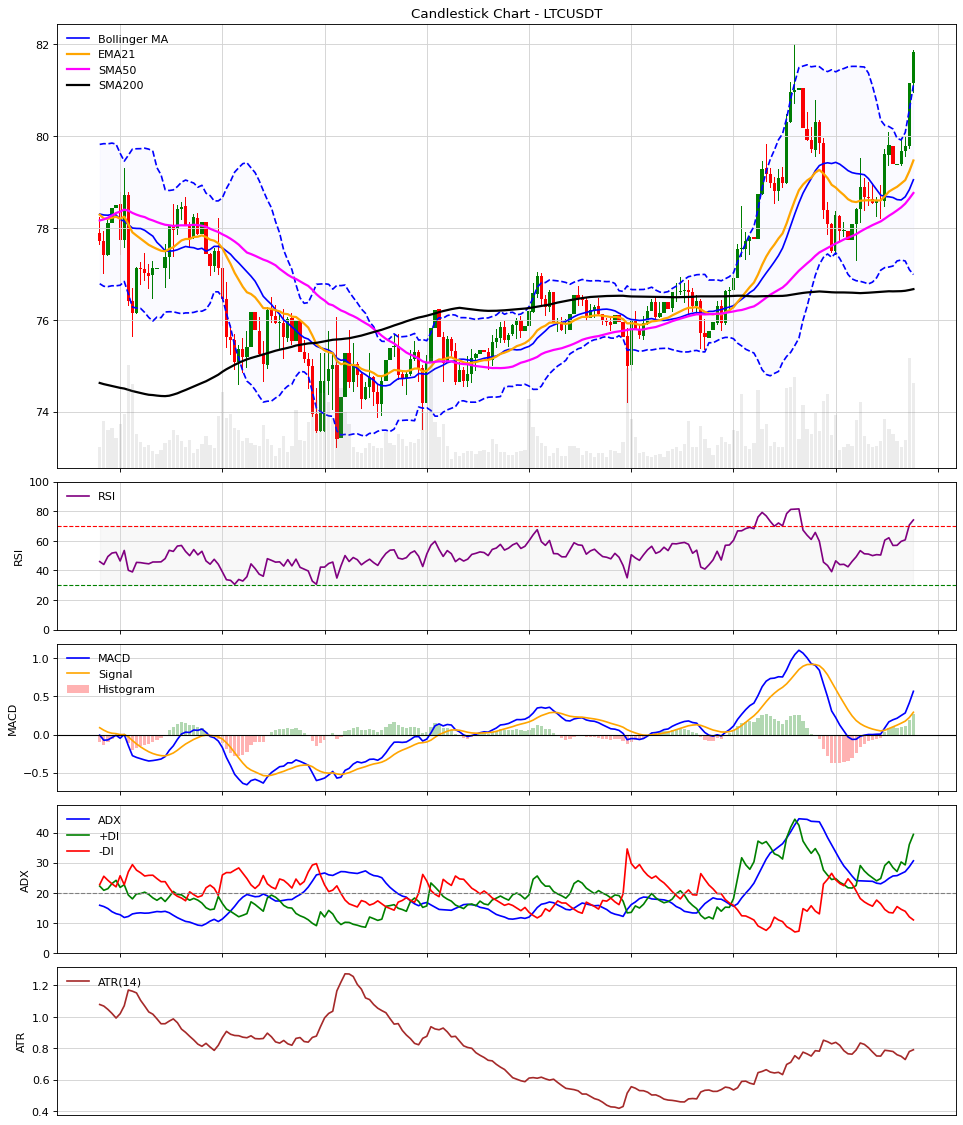 Candlestick Chart - LTCUSDT
Bollinger MA
EMA21
SMA50
SMA200
82
80
78
76
74
RSI
RSI
100
80
60
40
20
0
MACD
Signal
Histogram
MACD
1.0
0.5
0.0
−0.5
ADX
+DI
-DI
ADX
40
30
20
10
0
ATR(14)
ATR
1.2
1.0
0.8
0.6
0.4